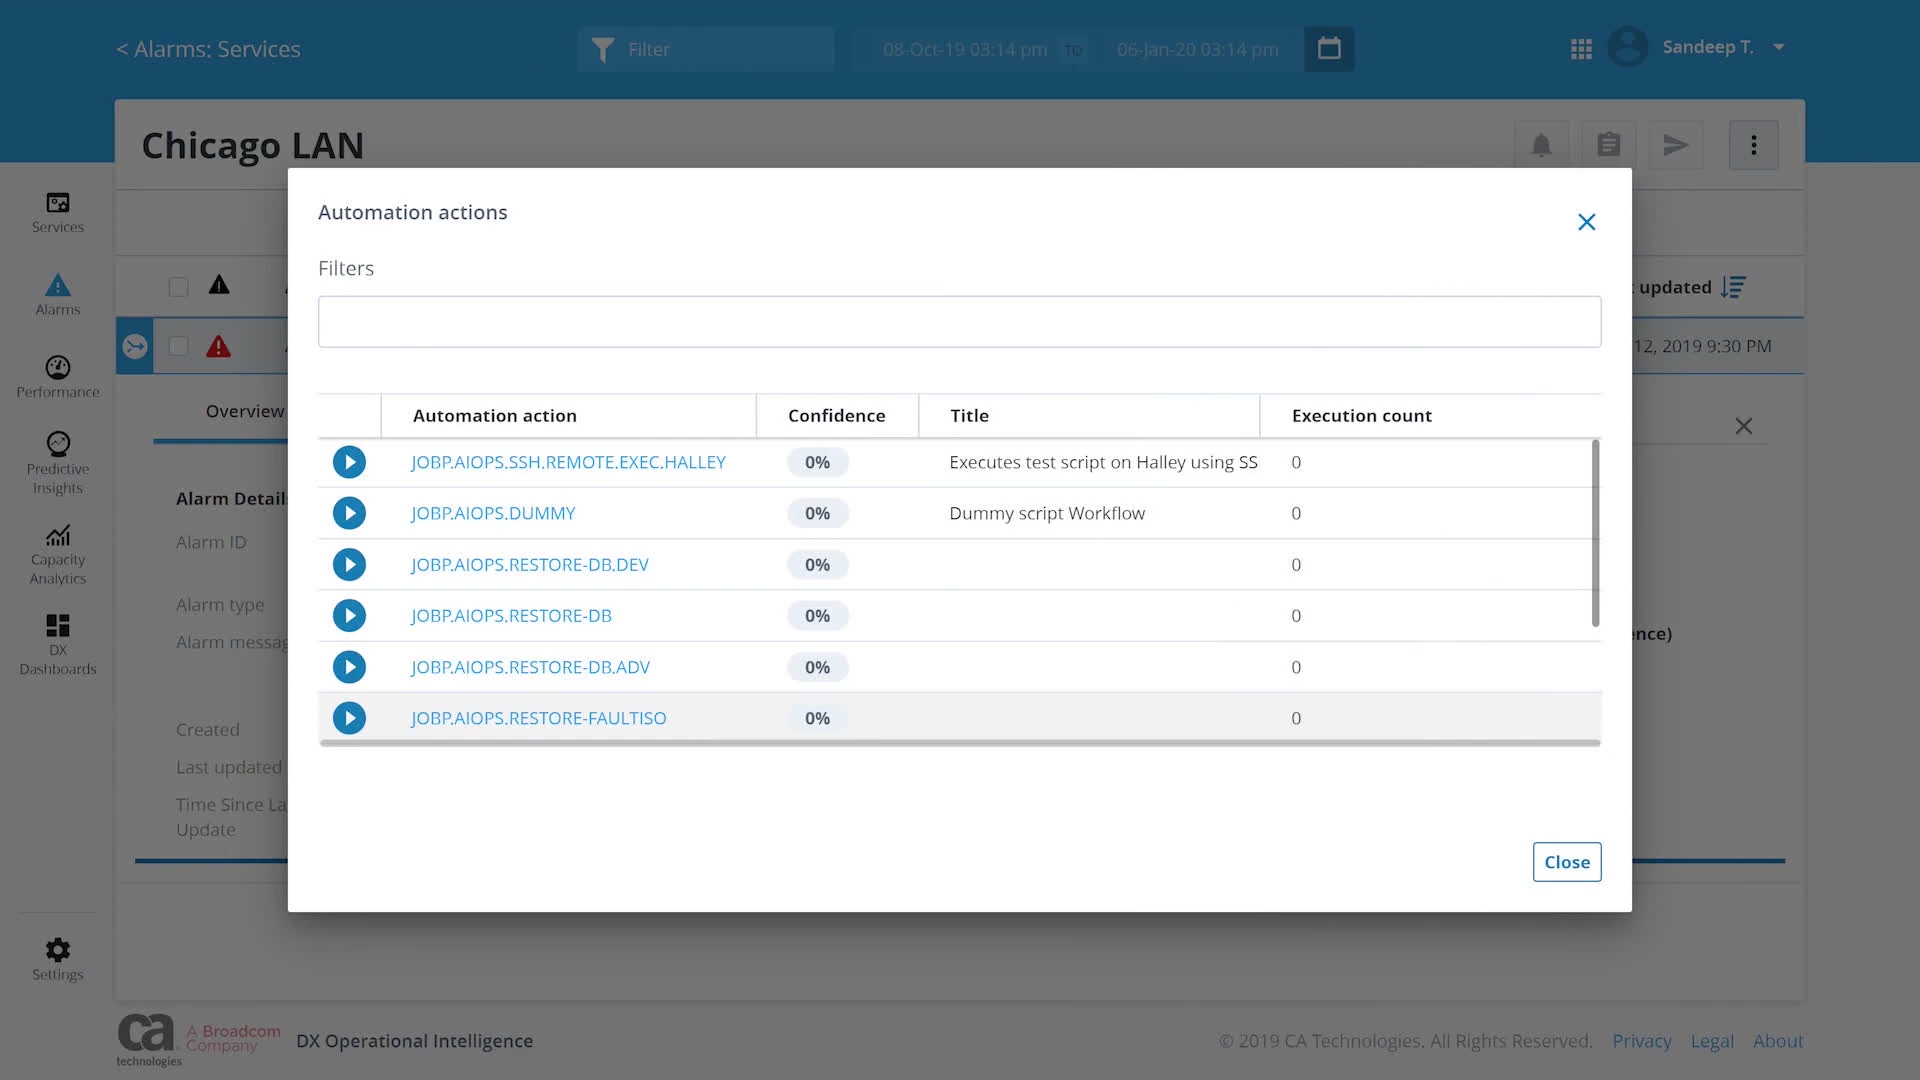 < Alarms: Services
Filter
08-Oct-19 03:14 pm TO 06-Jan-20 03:14 pm
Sandeep T.
Chicago LAN
Services
Alarms
Performance
Predictive
Insights
Capacity
Analytics
DX
Dashboards
Settings
updated
12, 2019 9:30 PM
Overview
Alarm Details
Alarm ID
Alarm type
Alarm messag
Created
Last updated
Time Since La
Update
ence)
Automation actions
Filters
Automation action Confidence Title Execution count
JOBP.AIOPS.SSH.REMOTE.EXEC.HALLEY 0% Executes test script on Halley using SS 0
JOBP.AIOPS.DUMMY 0% Dummy script Workflow 0
JOBP.AIOPS.RESTORE-DB.DEV 0% 0
JOBP.AIOPS.RESTORE-DB 0% 0
JOBP.AIOPS.RESTORE-DB.ADV 0% 0
JOBP.AIOPS.RESTORE-FAULTISO 0% 0
Close
ca technologies
A Broadcom
Company
DX Operational Intelligence
© 2019 CA Technologies. All Rights Reserved. Privacy Legal About